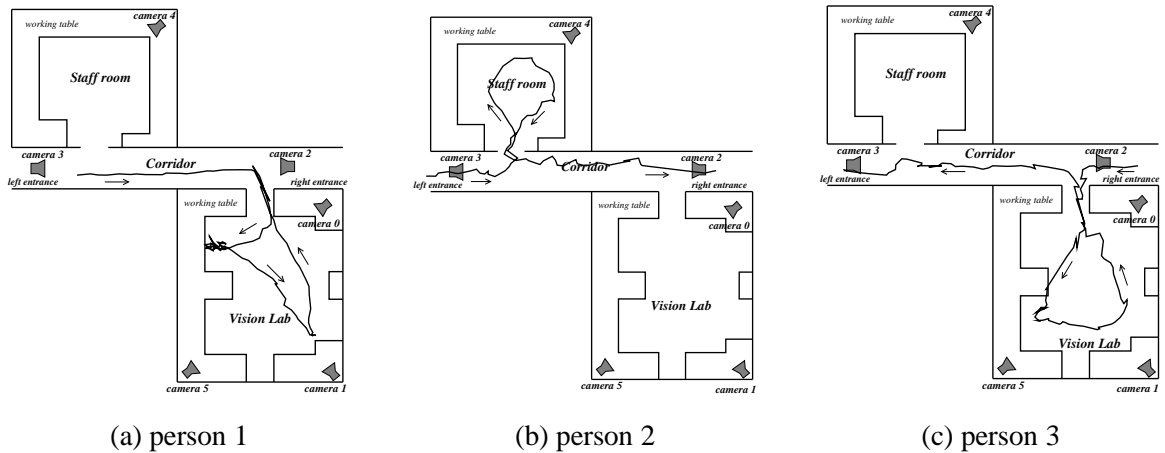 camera 4
working table
Staff room
camera 3
camera 2
Corridor
left entrance
right entrance
working table
camera 0
Vision Lab
camera 5
camera 1
(a) person 1
camera 4
working table
Staff room
camera 3
camera 2
Corridor
left entrance
right entrance
working table
camera 0
Vision Lab
camera 5
camera 1
(b) person 2
camera 4
working table
Staff room
camera 3
camera 2
Corridor
left entrance
right entrance
working table
camera 0
Vision Lab
camera 5
camera 1
(c) person 3